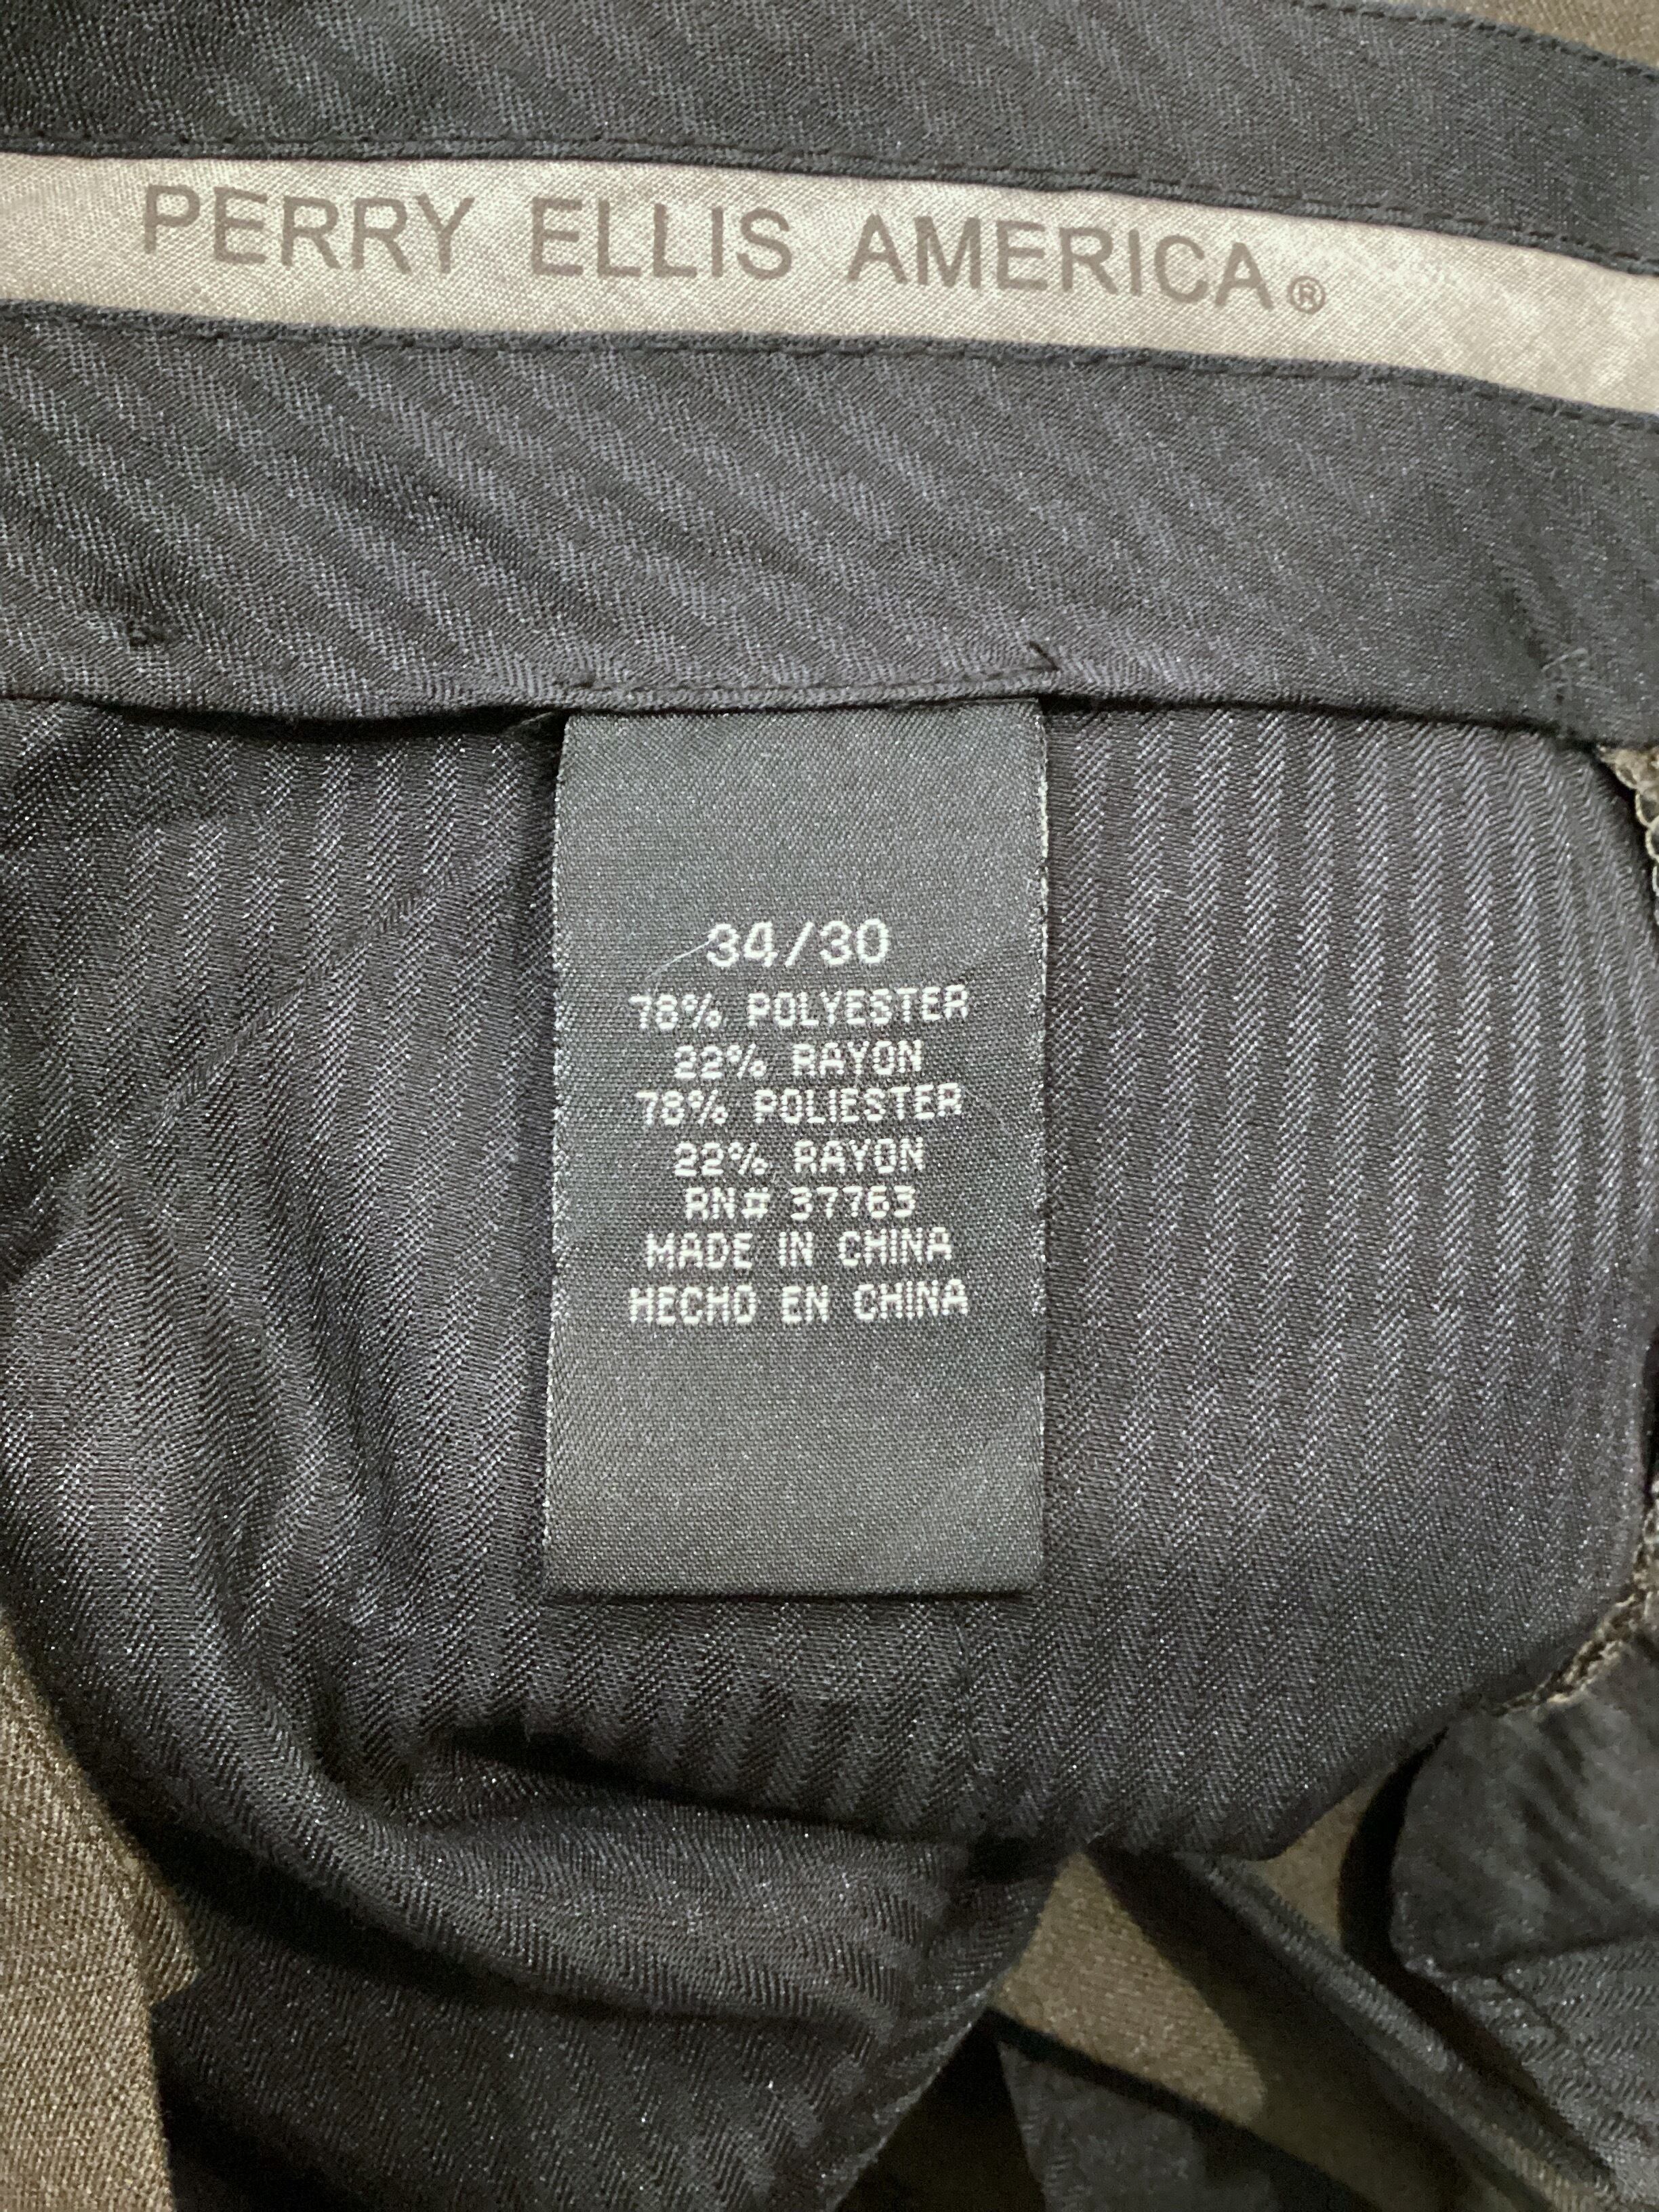 PERRY ELLIS AMERICA®
34/30
78% POLYESTER
22% RAYON
78% POLIESTER
22% RAYON
RN# 37763
MADE IN CHINA
HECHO EN CHINA